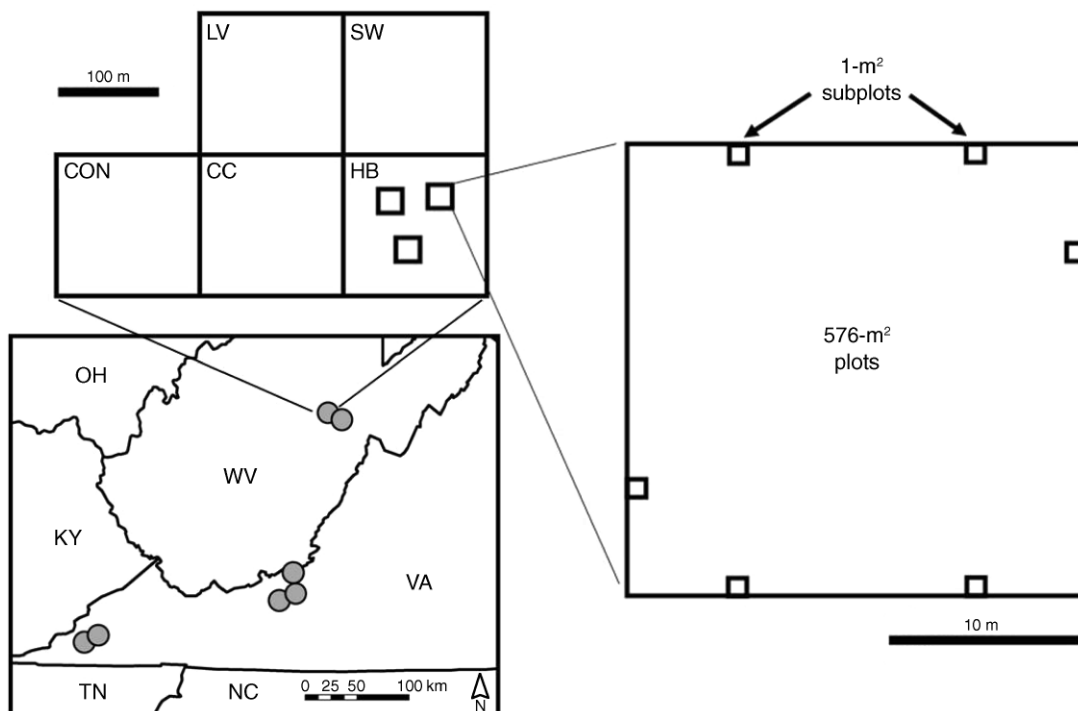 LV
SW
100 m
CON
CC
HB
1-m²
subplots
576-m²
plots
10 m
OH
WV
KY
VA
TN
NC
0 25 50 100 km
N